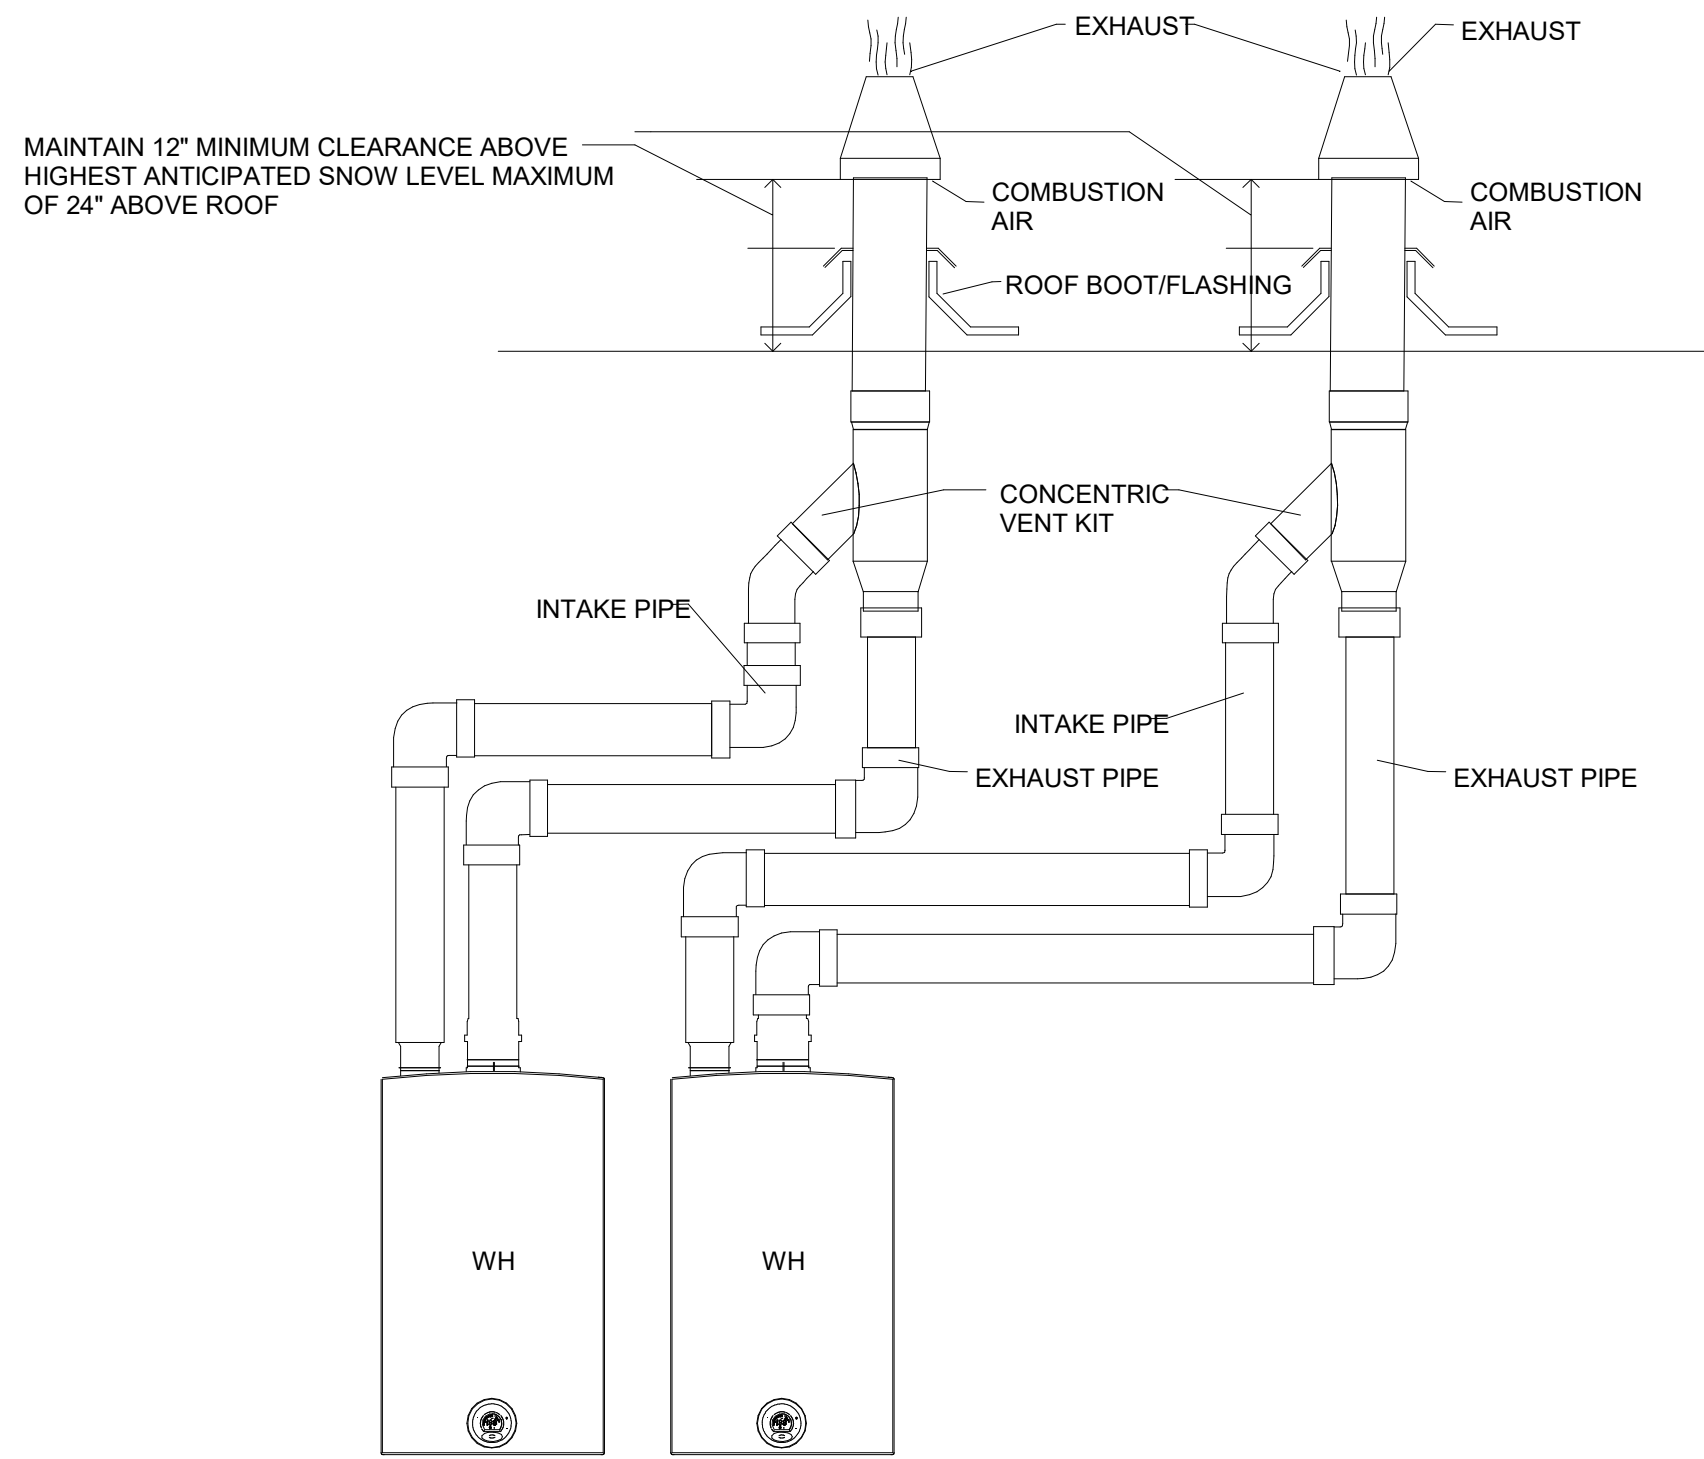 EXHAUST
EXHAUST
MAINTAIN 12" MINIMUM CLEARANCE ABOVE
HIGHEST ANTICIPATED SNOW LEVEL MAXIMUM
OF 24" ABOVE ROOF
COMBUSTION
AIR
COMBUSTION
AIR
ROOF BOOT/FLASHING
CONCENTRIC
VENT KIT
INTAKE PIPE
INTAKE PIPE
EXHAUST PIPE
EXHAUST PIPE
WH
WH